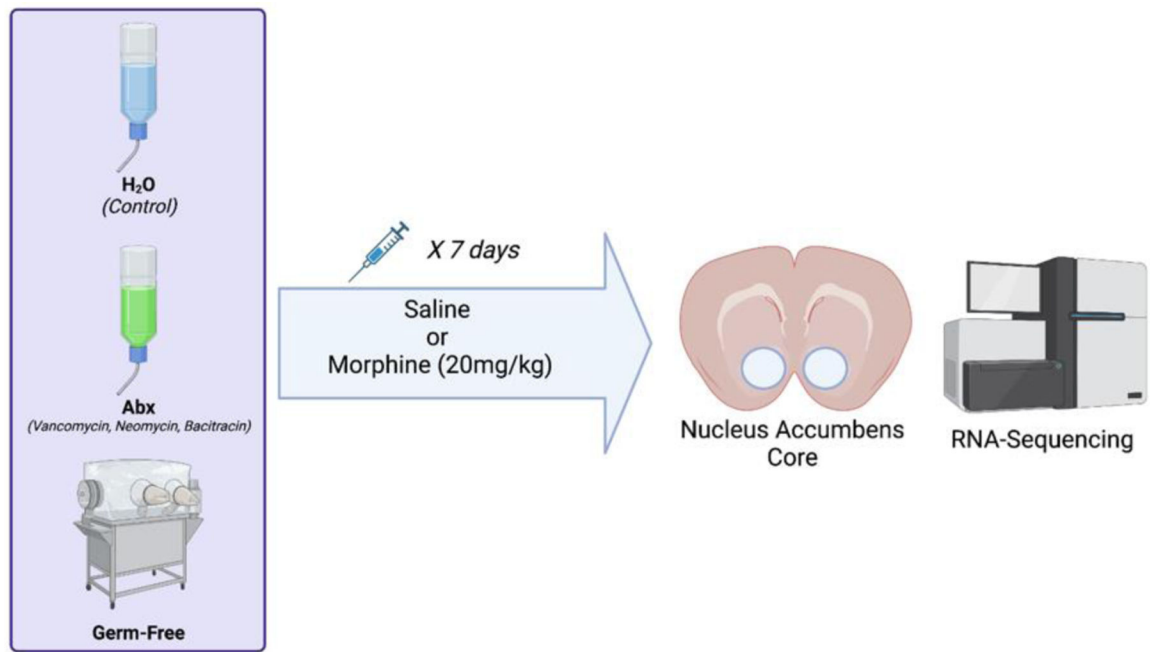 H₂O
(Control)
Abx
(Vancomycin, Neomycin, Bacitracin)
Germ-Free
X 7 days
Saline
or
Morphine (20mg/kg)
Nucleus Accumbens
Core
RNA-Sequencing